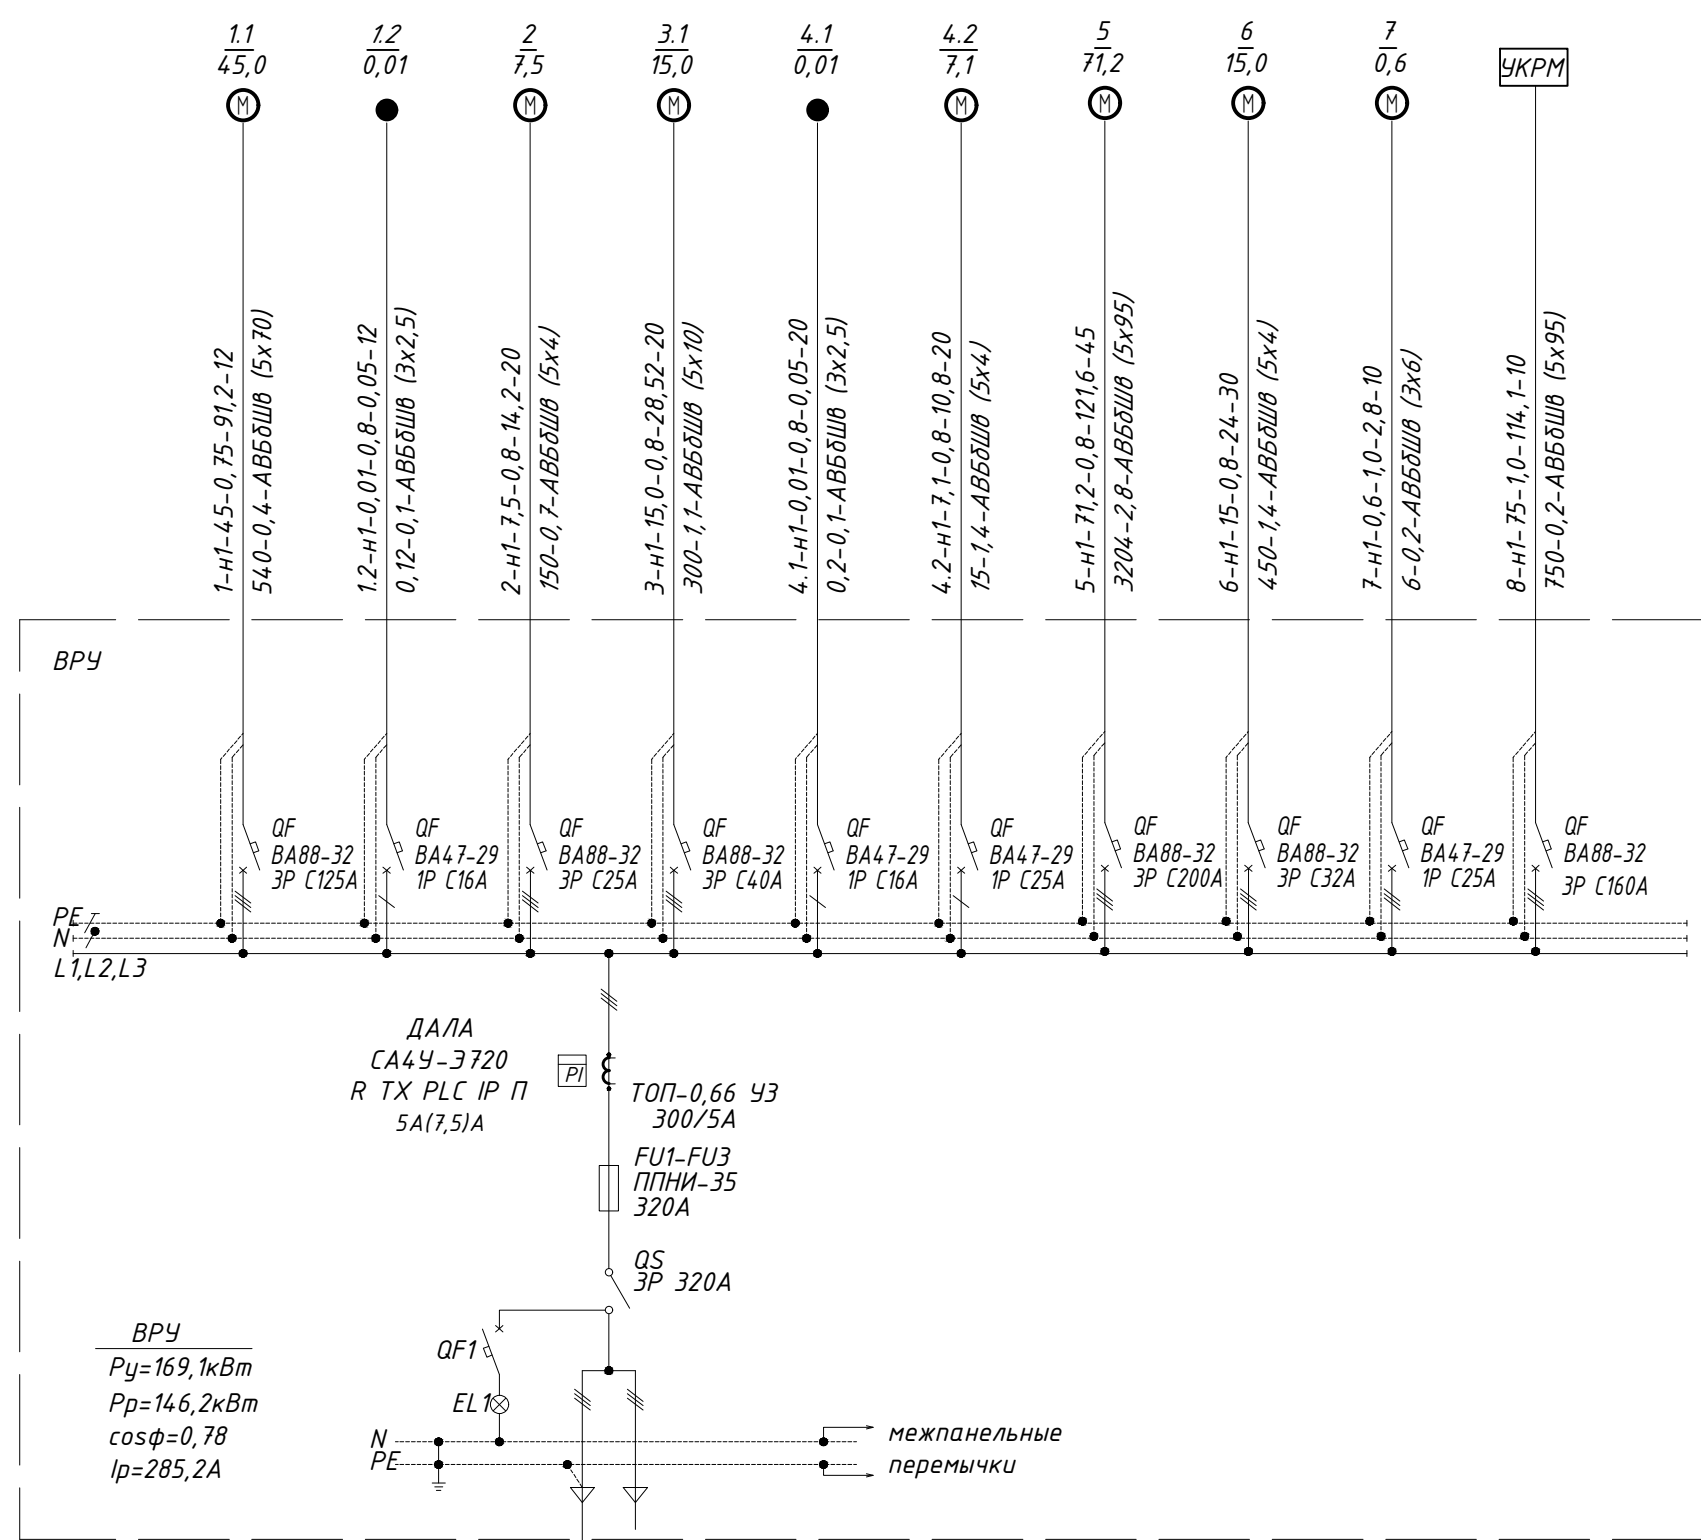 1.1
45,0
1.2
0,01
2
7,5
3.1
15,0
4.1
0,01
4.2
7,1
5
71,2
6
15,0
7
0,6
УКРМ
М
М
М
М
М
М
М
1-н1-45-0,75-91,2-12
540-0,4-АВБбШв (5х70)
1.2-н1-0,01-0,8-0,05-12
0,12-0,1-АВБбШв (3х2,5)
2-н1-7,5-0,8-14,2-20
150-0,7-АВБбШв (5х4)
3-н1-15,0-0,8-28,52-20
300-1,1-АВБбШв (5х10)
4.1-н1-0,01-0,8-0,05-20
0,2-0,1-АВБбШв (3х2,5)
4.2-н1-7,1-0,8-10,8-20
15-1,4-АВБбШв (5х4)
5-н1-71,2-0,8-121,6-45
3204-2,8-АВБбШв (5х95)
6-н1-15-0,8-24-30
450-1,4-АВБбШв (5х4)
7-н1-0,6-1,0-2,8-10
6-0,2-АВБбШв (3х6)
8-н1-75-1,0-114,1-10
750-0,2-АВБбШв (5х95)
ВРУ
QF
ВА88-32
3Р С125А
QF
ВА47-29
1Р С16А
QF
ВА88-32
3Р С25А
QF
ВА88-32
3Р С40А
QF
ВА47-29
1Р С16А
QF
ВА47-29
1Р С25А
QF
ВА88-32
3Р С200А
QF
ВА88-32
3Р С32А
QF
ВА47-29
1Р С25А
QF
ВА88-32
3Р С160А
PE
N
L1,L2,L3
ДАЛА
СА4У-Э720
R TX PLC IP П
5А(7,5)А
PI
ТОП-0,66 У3
300/5А
FU1-FU3
ППНИ-35
320А
QS
3Р 320А
QF1
EL1
ВРУ
Ру=169,1кВт
Рр=146,2кВт
cosφ=0,78
Iр=285,2А
N
PE
межпанельные
перемычки